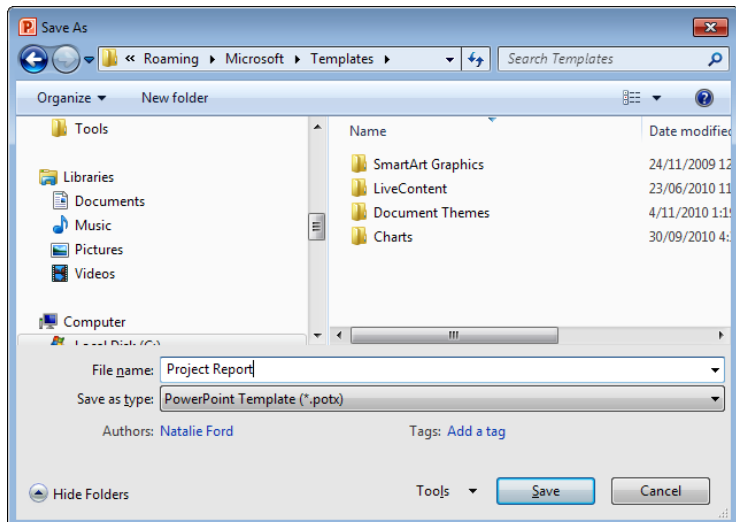 Save As
« Roaming Microsoft Templates Search Templates
Organize New folder
Tools
Libraries
Documents
Music
Pictures
Videos
Computer
Name Date modified
SmartArt Graphics 24/11/2009 12
LiveContent 23/06/2010 11
Document Themes 4/11/2010 1:19
Charts 30/09/2010 4:
File name: Project Report
Save as type: PowerPoint Template (*.potx)
Authors: Natalie Ford Tags: Add a tag
Hide Folders Tools Save Cancel